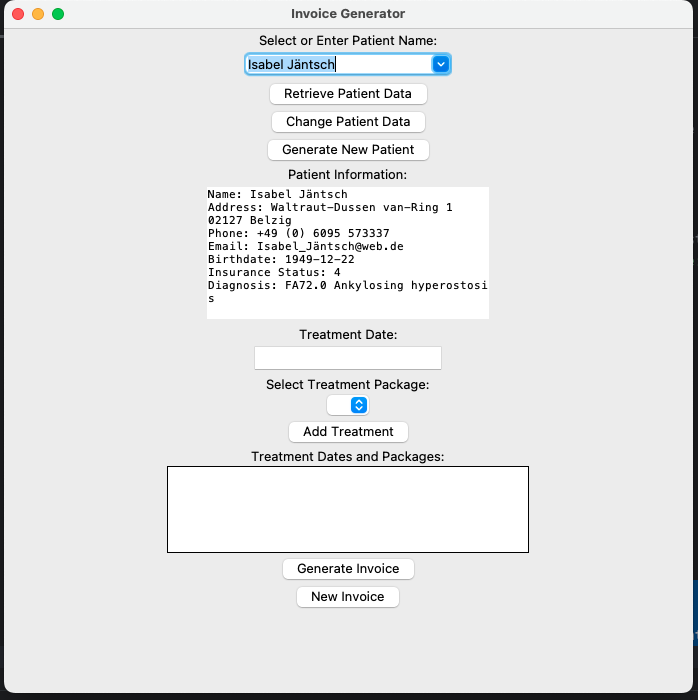 Invoice Generator
Select or Enter Patient Name:
Isabel Jäntsch
Retrieve Patient Data
Change Patient Data
Generate New Patient
Patient Information:
Name: Isabel Jäntsch
Address: Waltraut-Dussen van-Ring 1
02127 Belzig
Phone: +49 (0) 6095 573337
Email: Isabel_Jäntsch@web.de
Birthdate: 1949-12-22
Insurance Status: 4
Diagnosis: FA72.0 Ankylosing hyperostosi
s
Treatment Date:
Select Treatment Package:
Add Treatment
Treatment Dates and Packages:
Generate Invoice
New Invoice